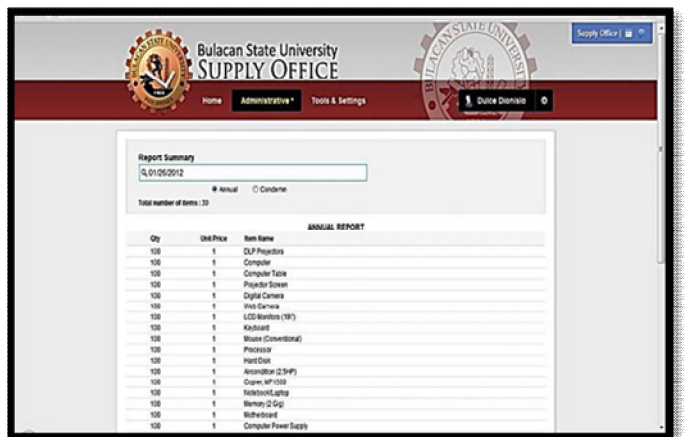 Supply Office |
Bulacan State University
SUPPLY OFFICE
Home Administrative Tools & Settings Dulce Dionisio
Report Summary
01/26/2012
Annual Condemn
Total number of items : 30
ANNUAL REPORT
Qty Unit Price Item Name
100 1 DLP Projectors
100 1 Computer
100 1 Computer Table
100 1 Projector Screen
100 1 Digital Camera
100 1 Web Camera
100 1 LCD Monitors (19")
100 1 Keyboard
100 1 Mouse (Conventional)
100 1 Processor
100 1 Hard Disk
100 1 Aircondition (2.5HP)
100 1 Copier, MP1500
100 1 Notebook/Laptop
100 1 Memory (2 Gig)
100 1 Motherboard
100 1 Computer Power Supply